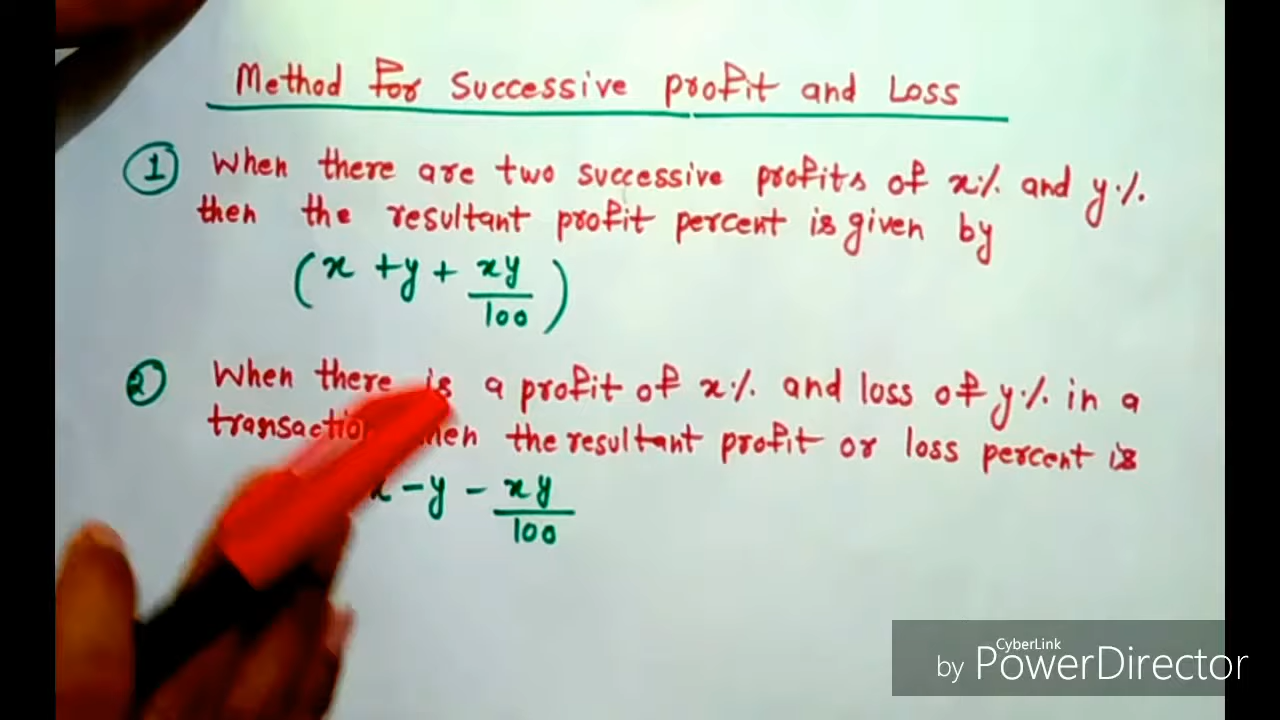 Method for Successive profit and Loss
1 When there are two successive profits of x% and y%
then the resultant profit percent is given by
(x + y + xy/100)
2 When there is a profit of x% and loss of y% in a
the resultant profit or loss percent is
- y - xy/100
CyberLink
by PowerDirector